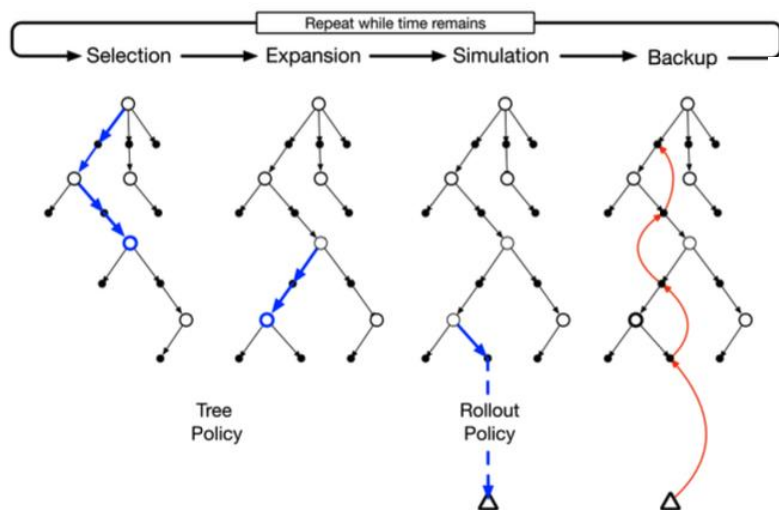 Repeat while time remains
Selection
Expansion
Simulation
Backup
Tree
Policy
Rollout
Policy